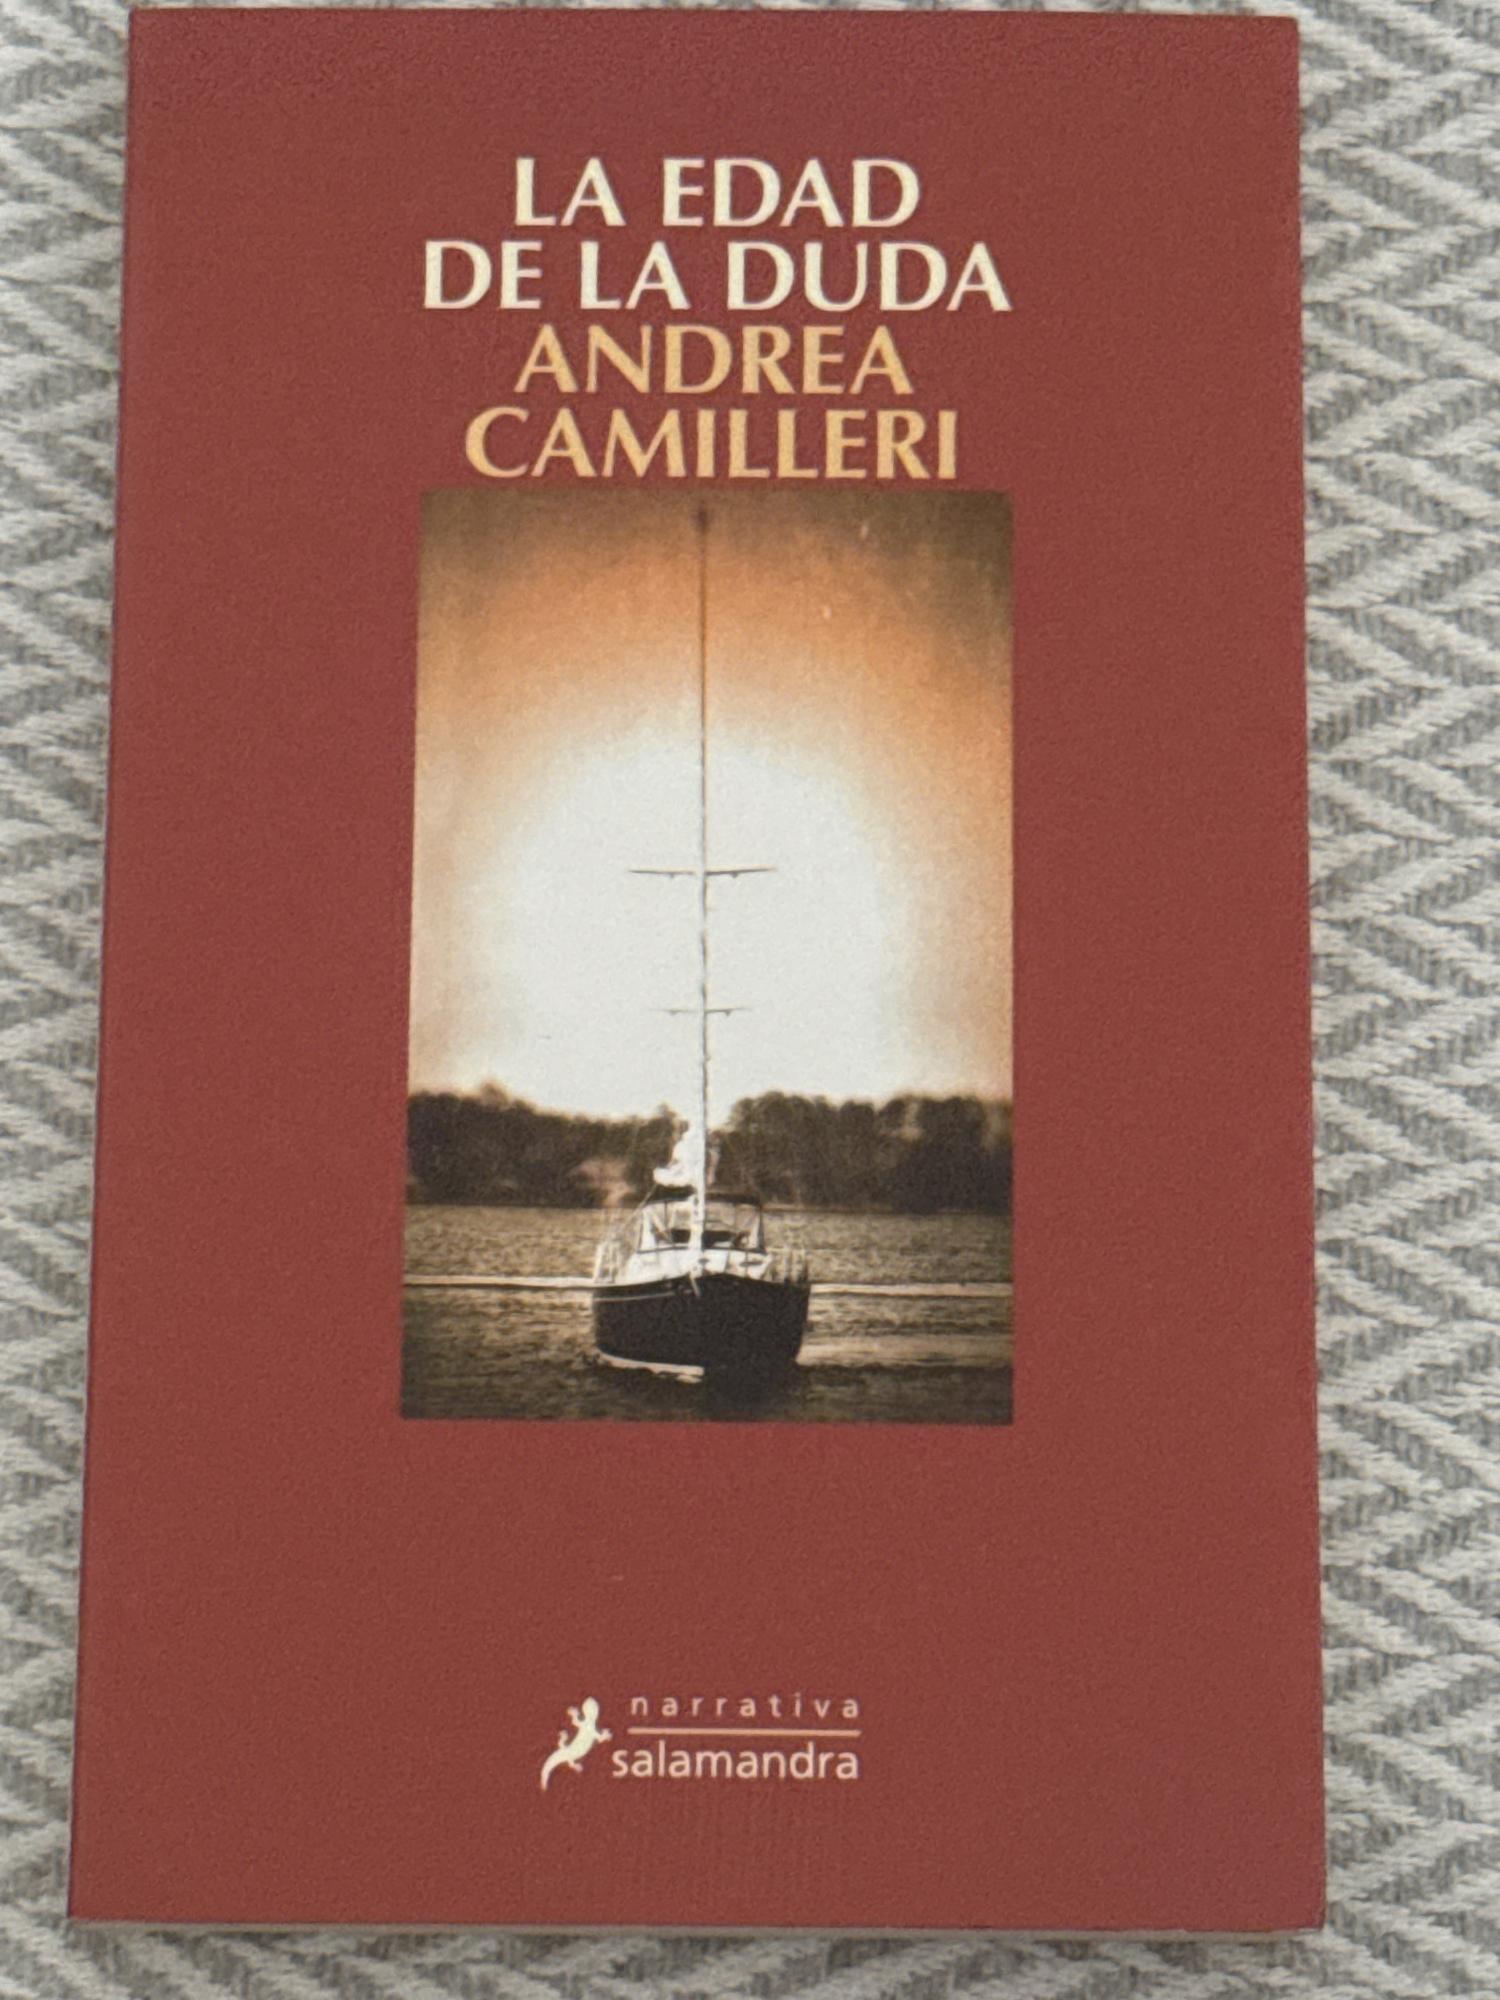 LA EDAD
DE LA DUDA
ANDREA
CAMILLERI
narrativa
salamandra